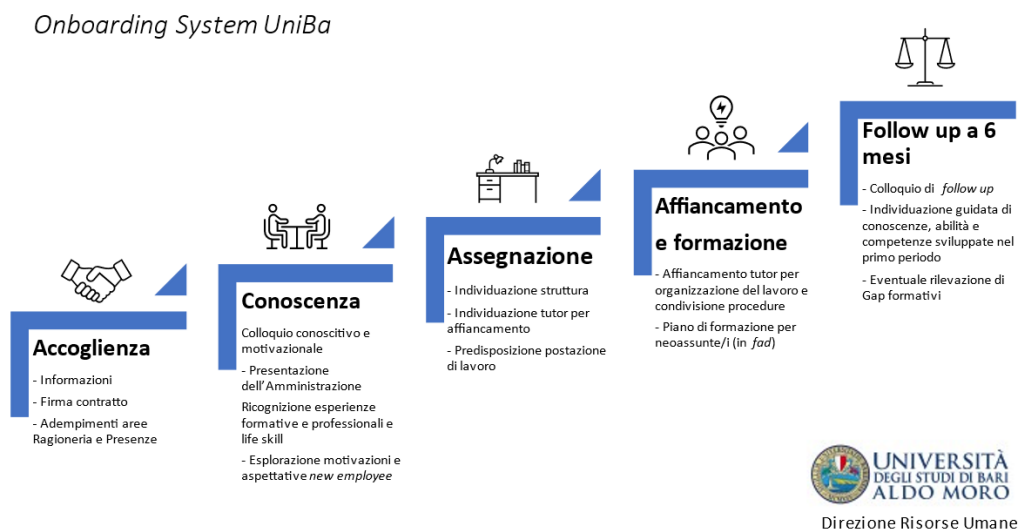 Onboarding System UniBa
Accoglienza
- Informazioni
- Firma contratto
- Adempimenti aree
Ragioneria e Presenze
Conoscenza
Colloquio conoscitivo e
motivazionale
- Presentazione
dell'Amministrazione
Ricognizione esperienze
formative e professionali e
life skill
- Esplorazione motivazioni e
aspettative new employee
Assegnazione
- Individuazione struttura
- Individuazione tutor per
affiancamento
- Predisposizione postazione
di lavoro
Affiancamento
e formazione
- Affiancamento tutor per
organizzazione del lavoro e
condivisione procedure
- Piano di formazione per
neoassunte/i (in fad)
Follow up a 6
mesi
- Colloquio di follow up
- Individuazione guidata di
conoscenze, abilità e
competenze sviluppate nel
primo periodo
- Eventuale rilevazione di
Gap formativi
UNIVERSITÀ
DEGLI STUDI DI BARI
ALDO MORO
Direzione Risorse Umane